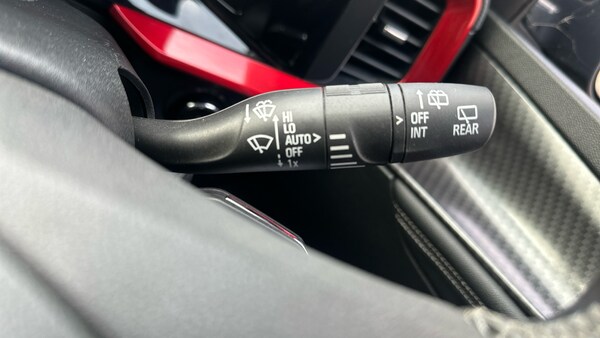 HI
LO
AUTO >
OFF
1x
> OFF
INT
REAR